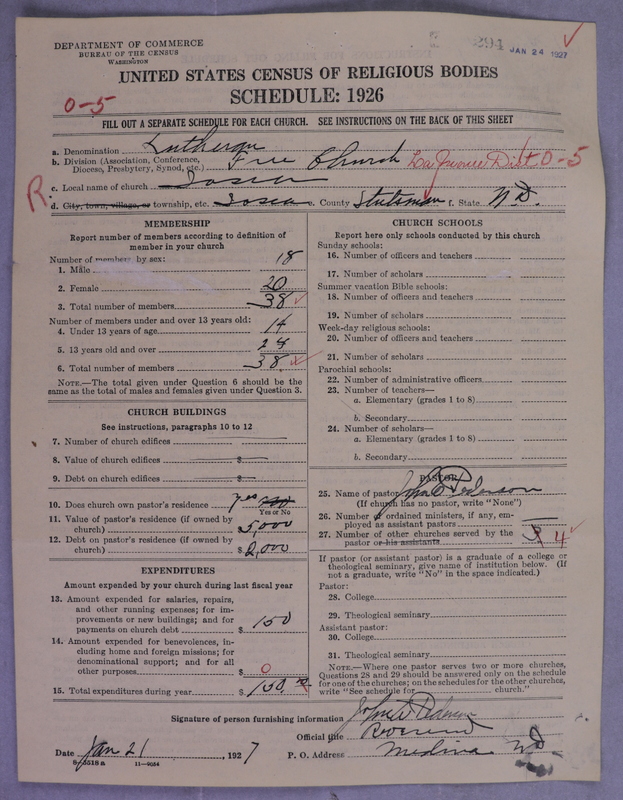 DEPARTMENT OF COMMERCE
BUREAU OF THE CENSUS
WASHINGTON
294 JAN 24 1927
UNITED STATES CENSUS OF RELIGIOUS BODIES
SCHEDULE: 1926
0-5
FILL OUT A SEPARATE SCHEDULE FOR EACH CHURCH. SEE INSTRUCTIONS ON THE BACK OF THIS SHEET
a. Denomination Lutheran
b. Division (Association, Conference, Diocese, Presbytery, Synod, etc.) Free Church Dist 0-5
R.
c. Local name of church Iosco
d. City, town, village, or township, etc. Iosco e. County Stutsman f. State N.D.
MEMBERSHIP
Report number of members according to definition of member in your church
Number of members by sex:
1. Male 18
2. Female 20
3. Total number of members 38
Number of members under and over 13 years old:
4. Under 13 years of age 14
5. 13 years old and over 24
6. Total number of members 38
NOTE.—The total given under Question 6 should be the same as the total of males and females given under Question 3.
CHURCH BUILDINGS
See instructions, paragraphs 10 to 12
7. Number of church edifices
8. Value of church edifices $
9. Debt on church edifices $
10. Does church own pastor's residence yes
Yes or No
11. Value of pastor's residence (if owned by church) $ 5,000
12. Debt on pastor's residence (if owned by church) $ 2,000
EXPENDITURES
Amount expended by your church during last fiscal year
13. Amount expended for salaries, repairs, and other running expenses; for improvements or new buildings; and for payments on church debt $ 150
14. Amount expended for benevolences, including home and foreign missions; for denominational support; and for all other purposes $ 0
15. Total expenditures during year $ 150.
CHURCH SCHOOLS
Report here only schools conducted by this church
Sunday schools:
16. Number of officers and teachers
17. Number of scholars
Summer vacation Bible schools:
18. Number of officers and teachers
19. Number of scholars
Week-day religious schools:
20. Number of officers and teachers
21. Number of scholars
Parochial schools:
22. Number of administrative officers
23. Number of teachers—
a. Elementary (grades 1 to 8)
b. Secondary
24. Number of scholars—
a. Elementary (grades 1 to 8)
b. Secondary
PASTOR
25. Name of pastor John E Pederson
(If church has no pastor, write "None")
26. Number of ordained ministers, if any, employed as assistant pastors
27. Number of other churches served by the pastor or his assistants 3 4
If pastor (or assistant pastor) is a graduate of a college or theological seminary, give name of institution below. (If not a graduate, write "No" in the space indicated.)
Pastor:
28. College
29. Theological seminary
Assistant pastor:
30. College
31. Theological seminary
NOTE.—Where one pastor serves two or more churches, Questions 28 and 29 should be answered only on the schedule for one of the churches; on the schedules for the other churches, write "See schedule for church."
Signature of person furnishing information John E Pederson
Official title Reverend
Date Jan 21, 1927 P. O. Address Medina ND
8-5518 a 11-9054